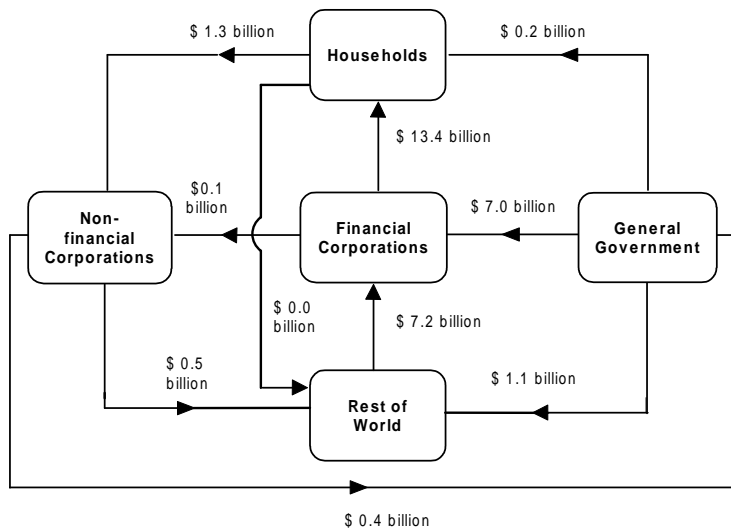 $ 1.3 billion
$ 0.2 billion
Households
$ 13.4 billion
$0.1
billion
$ 7.0 billion
Non-
financial
Corporations
Financial
Corporations
General
Government
$ 0.0
billion
$ 7.2 billion
$ 0.5
billion
$ 1.1 billion
Rest of
World
$ 0.4 billion